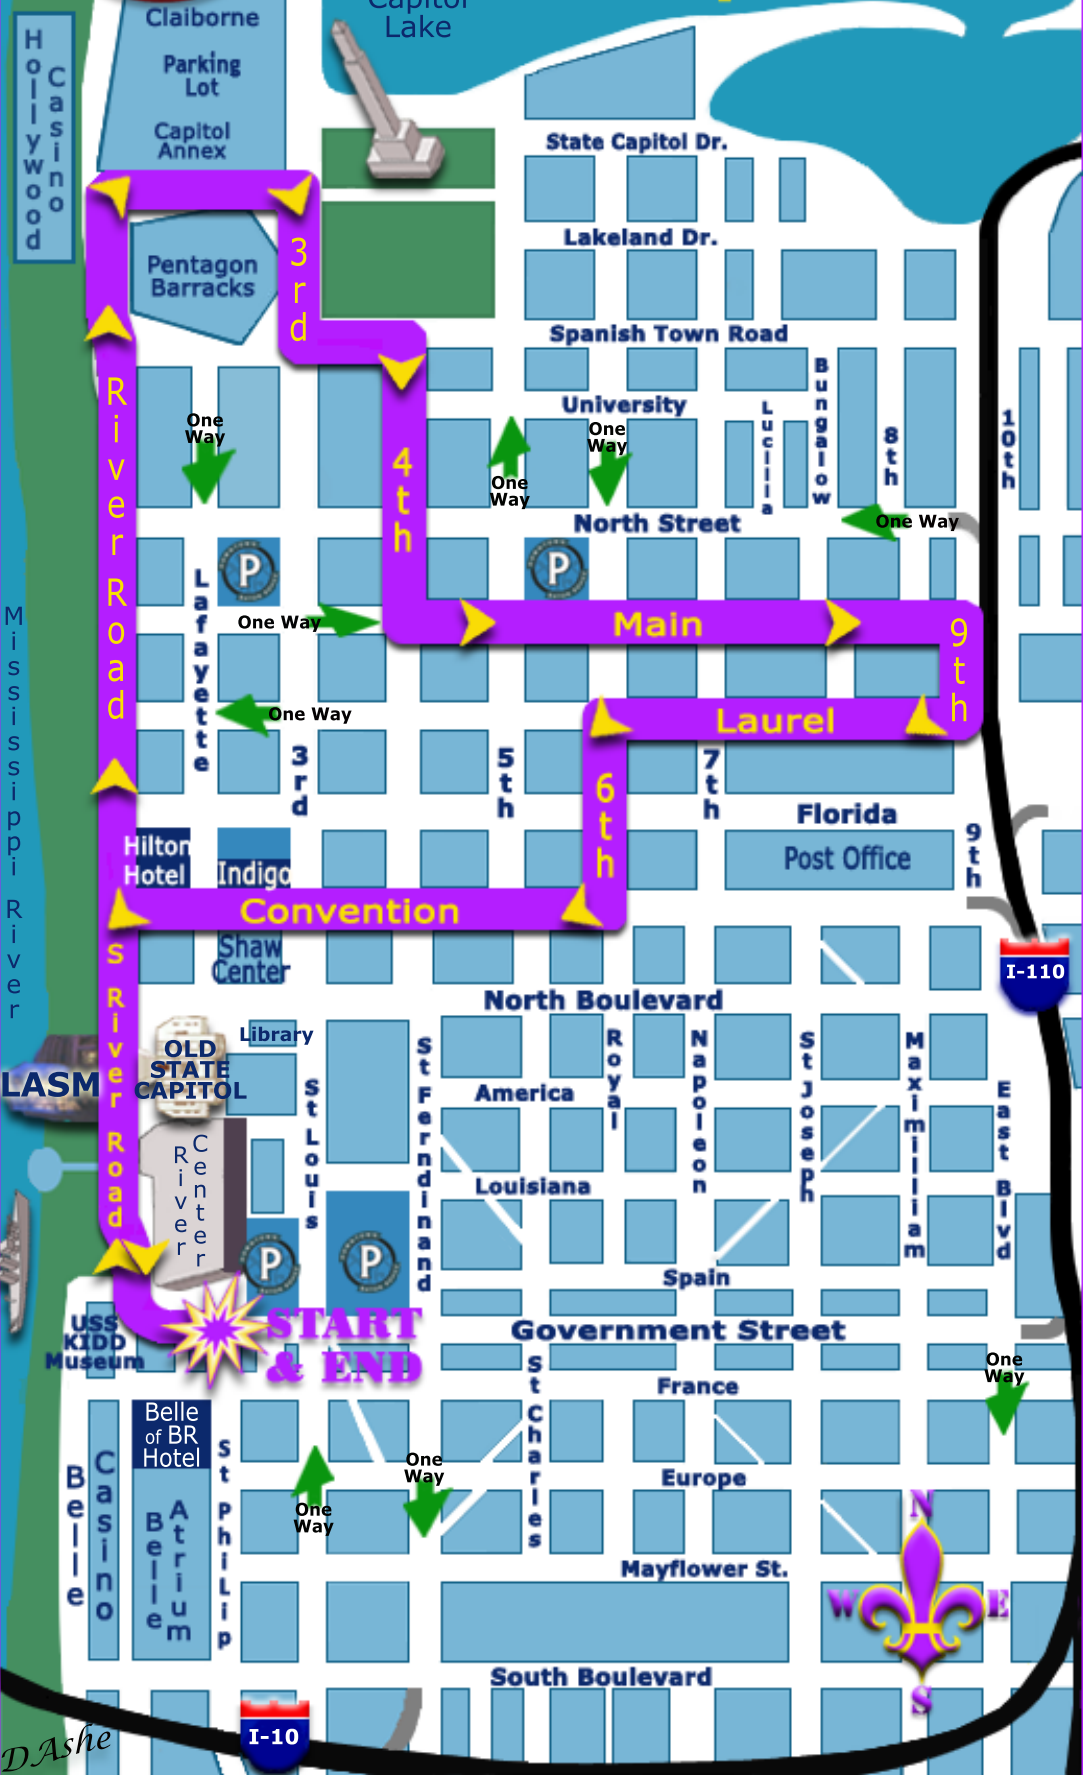 Capitol
Lake
Claiborne
Parking
Lot
Capitol
Annex
Hollywood
Casino
State Capitol Dr.
Lakeland Dr.
Pentagon
Barracks
3rd
Spanish Town Road
University
Bungalow
Lucilla
8th
10th
River Road
One
Way
4th
One
Way
One
Way
North Street
One Way
P
P
Lafayette
One Way
Main
9th
Mississippi River
One Way
Laurel
3rd
5th
6th
7th
Florida
9th
Post Office
Hilton
Hotel
Indigo
Convention
S River Road
Shaw
Center
I-110
North Boulevard
Library
OLD
STATE
CAPITOL
LASM
St Louis
St Ferndinand
America
Royal
Napoleon
St Joseph
Maximilliam
East Blvd
River
Center
Louisiana
P
P
Spain
START
& END
Government Street
USS
KIDD
Museum
St Charles
France
One
Way
Belle
of BR
Hotel
Belle
Casino
Belle
Atrium
St Philip
One
Way
One
Way
Europe
Mayflower St.
N
W
E
S
South Boulevard
I-10
DAshe